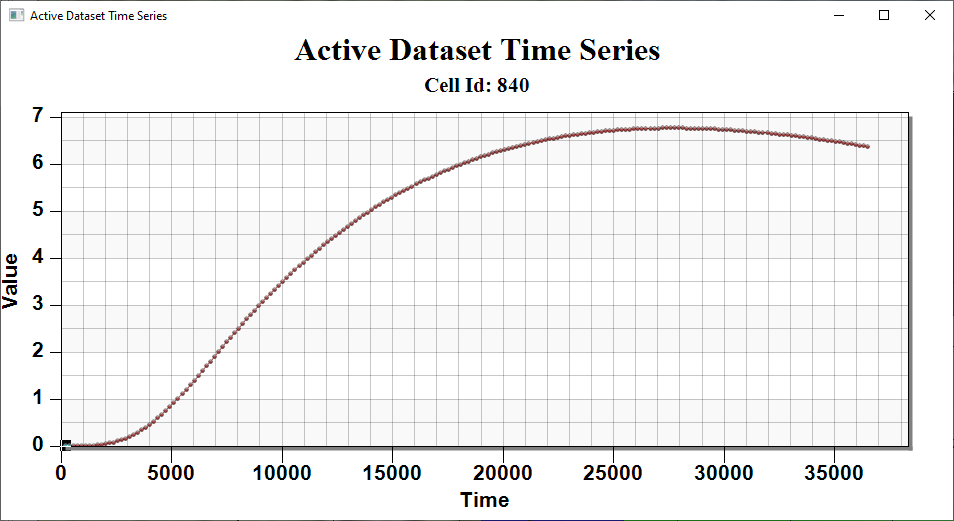 Active Dataset Time Series
Active Dataset Time Series
Cell Id: 840
7
6
5
4
3
2
1
0
Value
0 5000 10000 15000 20000 25000 30000 35000
Time